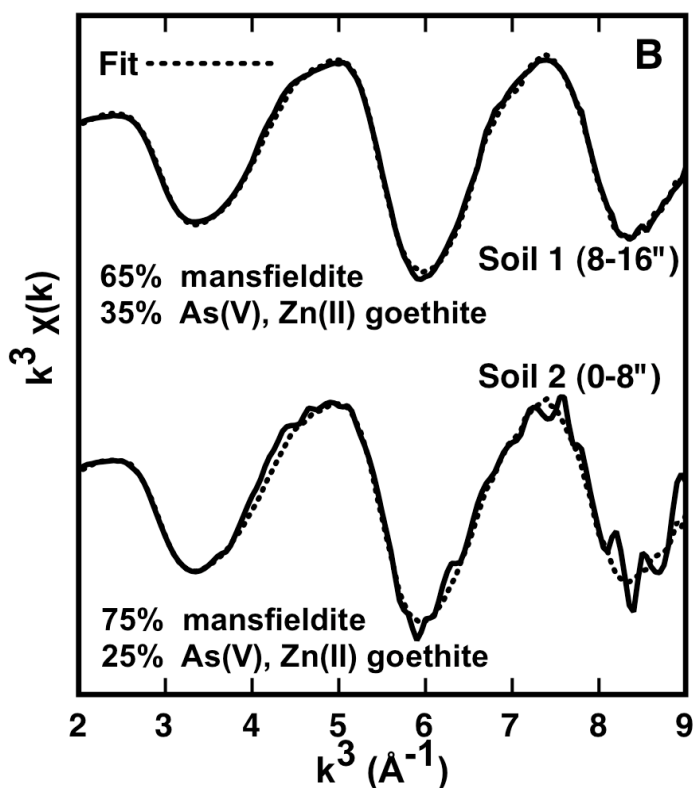 B
Fit
Soil 1 (8-16")
65% mansfieldite
35% As(V), Zn(II) goethite
k³ χ(k)
Soil 2 (0-8")
75% mansfieldite
25% As(V), Zn(II) goethite
2 3 4 5 6 7 8 9
k³ (Å⁻¹)